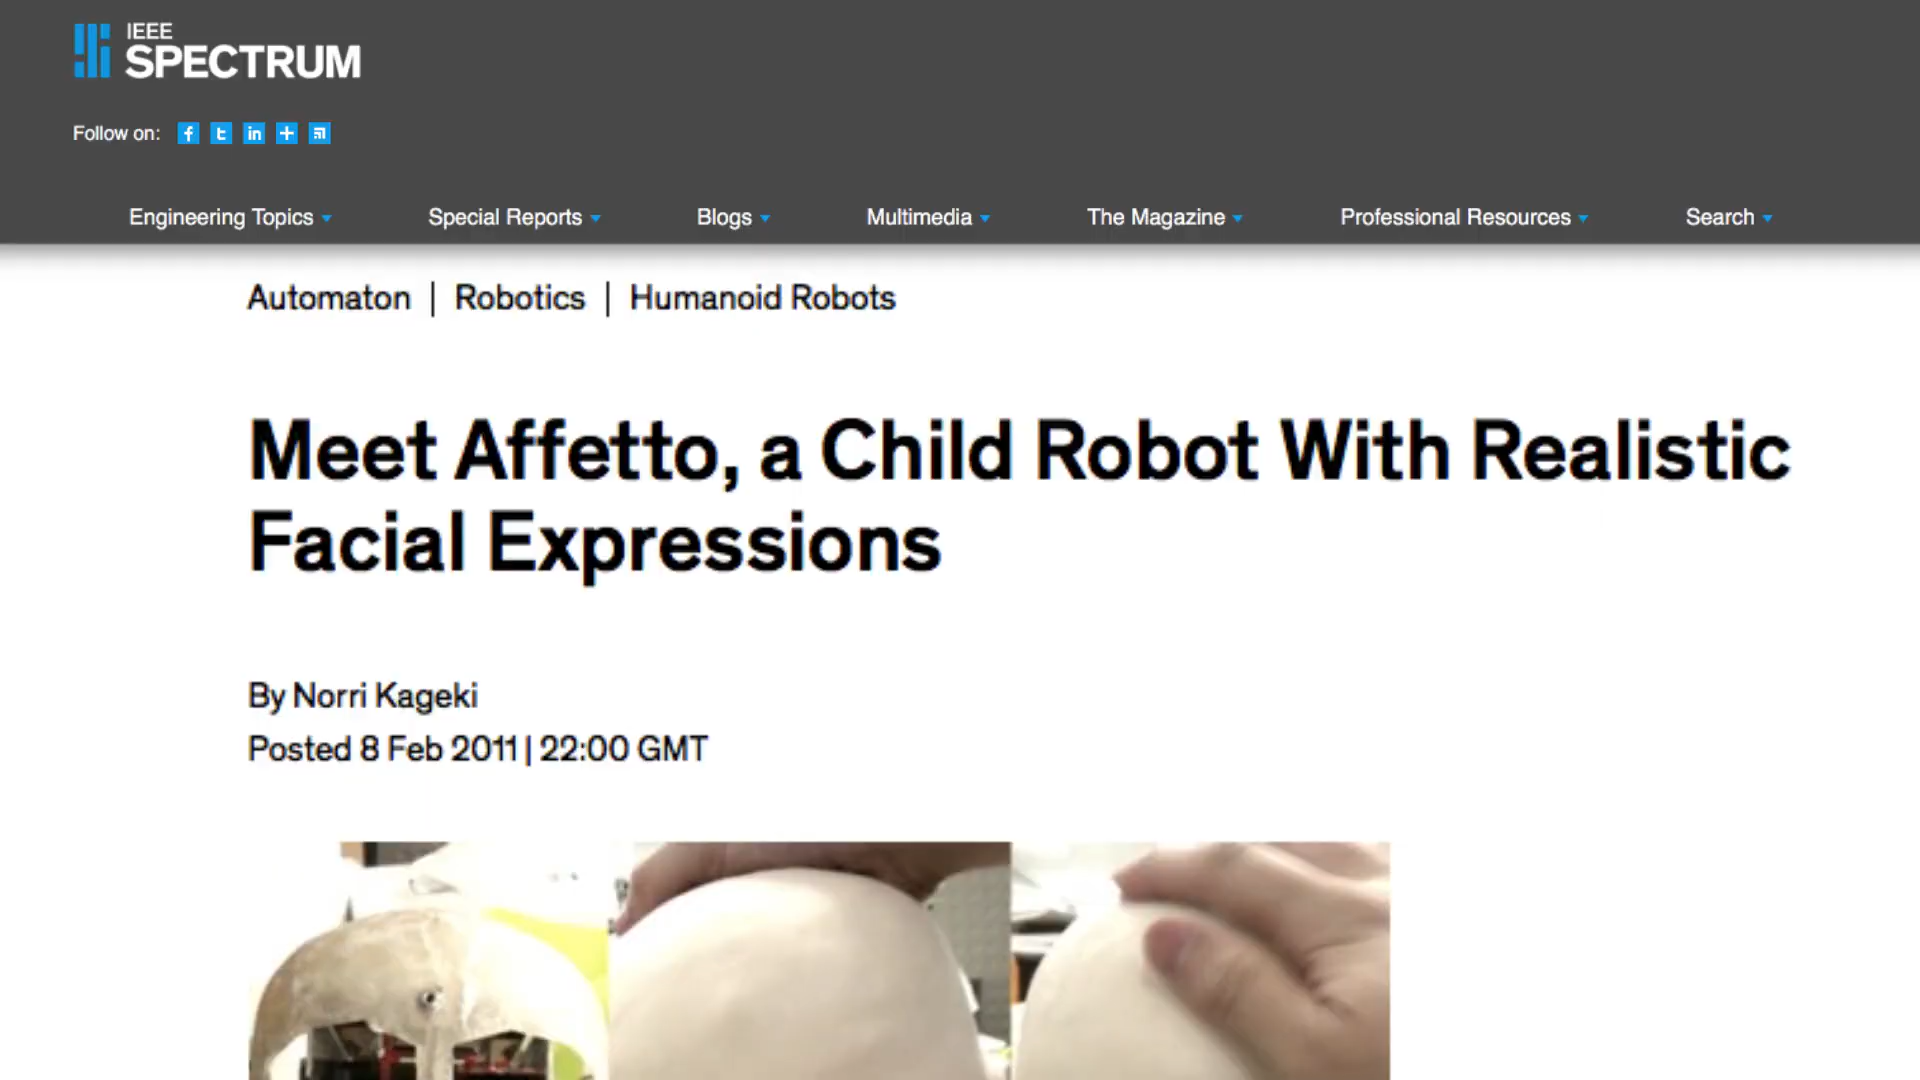 IEEE
SPECTRUM
Follow on:
Engineering Topics Special Reports Blogs Multimedia The Magazine Professional Resources Search
Automaton | Robotics | Humanoid Robots
Meet Affetto, a Child Robot With Realistic
Facial Expressions
By Norri Kageki
Posted 8 Feb 2011 | 22:00 GMT